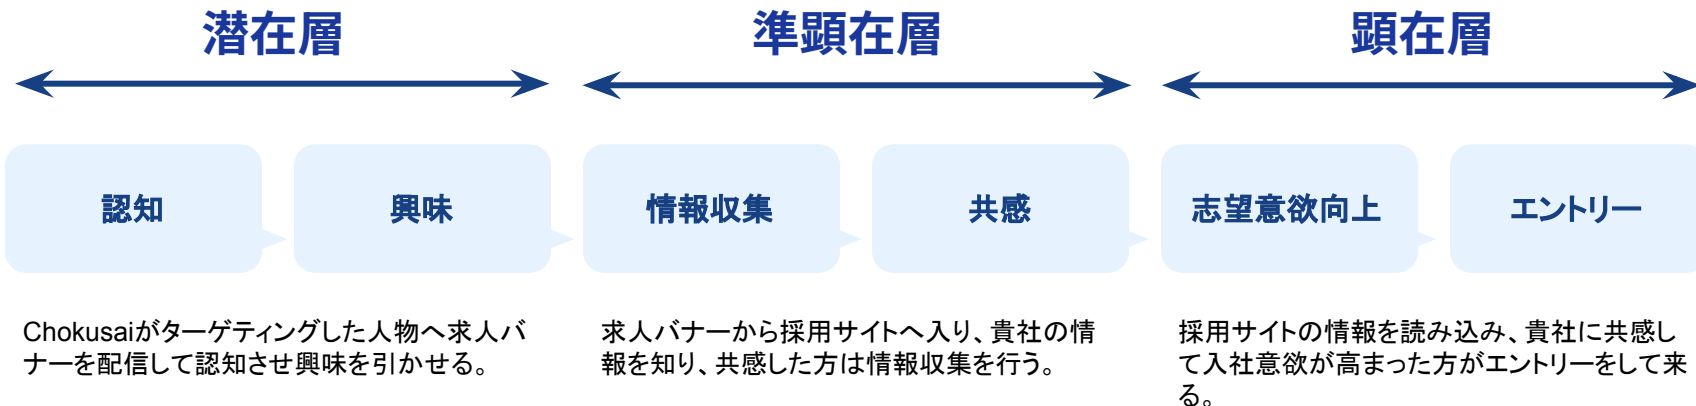 潜在層
準顕在層
顕在層
認知
興味
情報収集
共感
志望意欲向上
エントリー
Chokusaiがターゲティングした人物へ求人バ
ナーを配信して認知させ興味を引かせる。
求人バナーから採用サイトへ入り、貴社の情
報を知り、共感した方は情報収集を行う。
採用サイトの情報を読み込み、貴社に共感し
て入社意欲が高まった方がエントリーをして来
る。